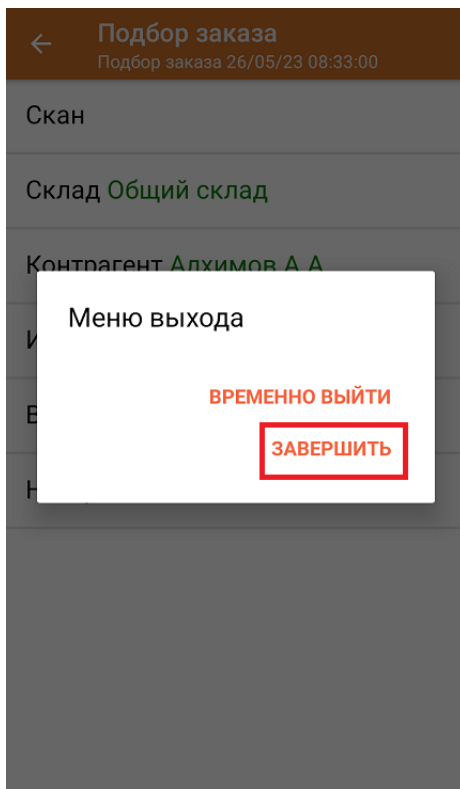 Подбор заказа
Подбор заказа 26/05/23 08:33:00
Скан
Склад Общий склад
Контрагент Алхимов А А
Меню выхода
ВРЕМЕННО ВЫЙТИ
ЗАВЕРШИТЬ